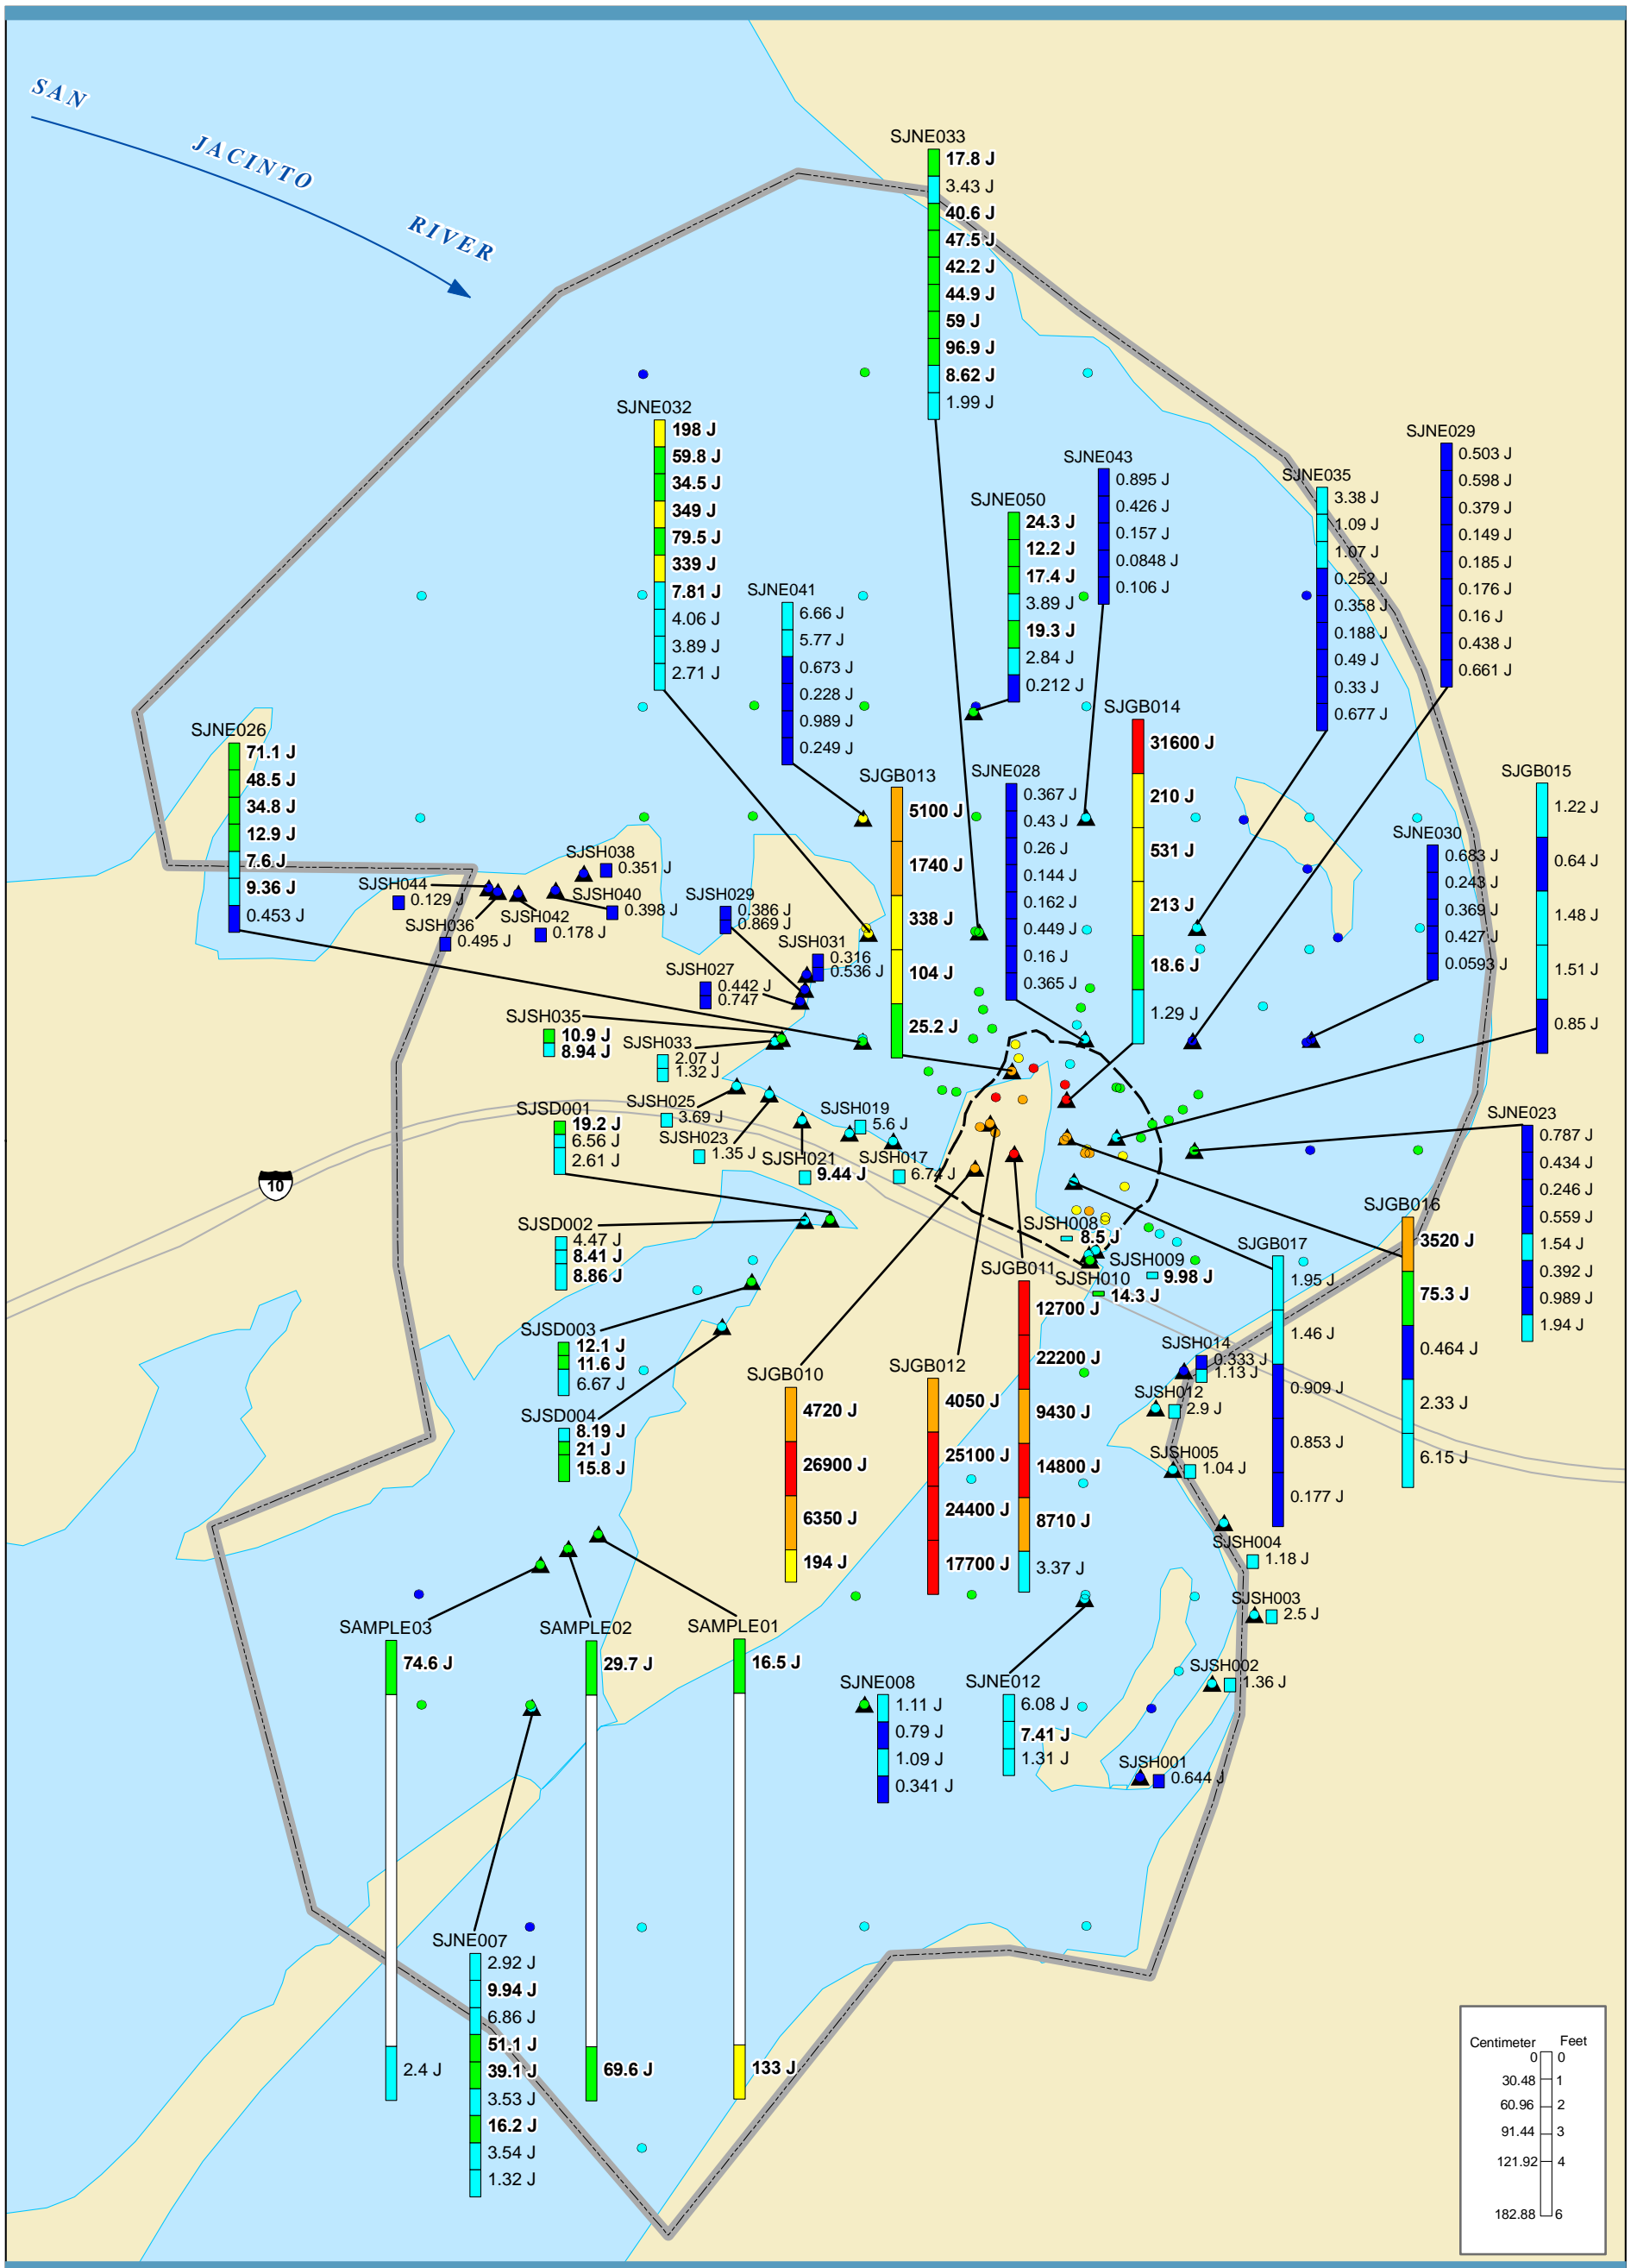 SAN
JACINTO
RIVER
SJNE033
17.8 J
3.43 J
40.6 J
47.5 J
42.2 J
44.9 J
59 J
96.9 J
8.62 J
1.99 J
SJNE032
198 J
59.8 J
34.5 J
349 J
79.5 J
339 J
7.81 J
4.06 J
3.89 J
2.71 J
SJNE043
0.895 J
0.426 J
0.157 J
0.0848 J
0.106 J
SJNE050
24.3 J
12.2 J
17.4 J
3.89 J
19.3 J
2.84 J
0.212 J
SJNE035
3.38 J
1.09 J
1.07 J
0.252 J
0.358 J
0.188 J
0.49 J
0.33 J
0.677 J
SJNE029
0.503 J
0.598 J
0.379 J
0.149 J
0.185 J
0.176 J
0.16 J
0.438 J
0.661 J
SJNE041
6.66 J
5.77 J
0.673 J
0.228 J
0.989 J
0.249 J
SJNE026
71.1 J
48.5 J
34.8 J
12.9 J
7.6 J
9.36 J
0.453 J
SJGB013
5100 J
1740 J
338 J
104 J
25.2 J
SJNE028
0.367 J
0.43 J
0.26 J
0.144 J
0.162 J
0.449 J
0.16 J
0.365 J
SJGB014
31600 J
210 J
531 J
213 J
18.6 J
1.29 J
SJGB015
1.22 J
0.64 J
1.48 J
1.51 J
0.85 J
SJNE030
0.683 J
0.243 J
0.369 J
0.427 J
0.0593 J
SJSH038
0.351 J
SJSH044
0.129 J
SJSH040
0.398 J
SJSH036
0.495 J
SJSH042
0.178 J
SJSH029
0.386 J
0.869 J
SJSH031
0.316
0.536 J
SJSH027
0.442 J
0.747
SJSH035
10.9 J
8.94 J
SJSH033
2.07 J
1.32 J
SJSH025
3.69 J
SJSH023
1.35 J
SJSH021
9.44 J
SJSH019
5.6 J
SJSH017
6.74 J
SJSD001
19.2 J
6.56 J
2.61 J
10
SJSD002
4.47 J
8.41 J
8.86 J
SJSD003
12.1 J
11.6 J
6.67 J
SJSD004
8.19 J
21 J
15.8 J
SJNE023
0.787 J
0.434 J
0.246 J
0.559 J
1.54 J
0.392 J
0.989 J
1.94 J
SJGB016
3520 J
75.3 J
0.464 J
2.33 J
6.15 J
SJSH008
8.5 J
SJSH009
9.98 J
SJSH010
14.3 J
SJGB017
1.95 J
1.46 J
0.909 J
0.853 J
0.177 J
SJGB011
12700 J
22200 J
9430 J
14800 J
8710 J
3.37 J
SJGB012
4050 J
25100 J
24400 J
17700 J
SJGB010
4720 J
26900 J
6350 J
194 J
SJSH014
0.333 J
1.13 J
SJSH012
2.9 J
SJSH005
1.04 J
SJSH004
1.18 J
SJSH003
2.5 J
SJSH002
1.36 J
SJSH001
0.644 J
SAMPLE03
74.6 J
2.4 J
SAMPLE02
29.7 J
69.6 J
SAMPLE01
16.5 J
133 J
SJNE008
1.11 J
0.79 J
1.09 J
0.341 J
SJNE012
6.08 J
7.41 J
1.31 J
SJNE007
2.92 J
9.94 J
6.86 J
51.1 J
39.1 J
3.53 J
16.2 J
3.54 J
1.32 J
Centimeter Feet
0 0
30.48 1
60.96 2
91.44 3
121.92 4
182.88 6